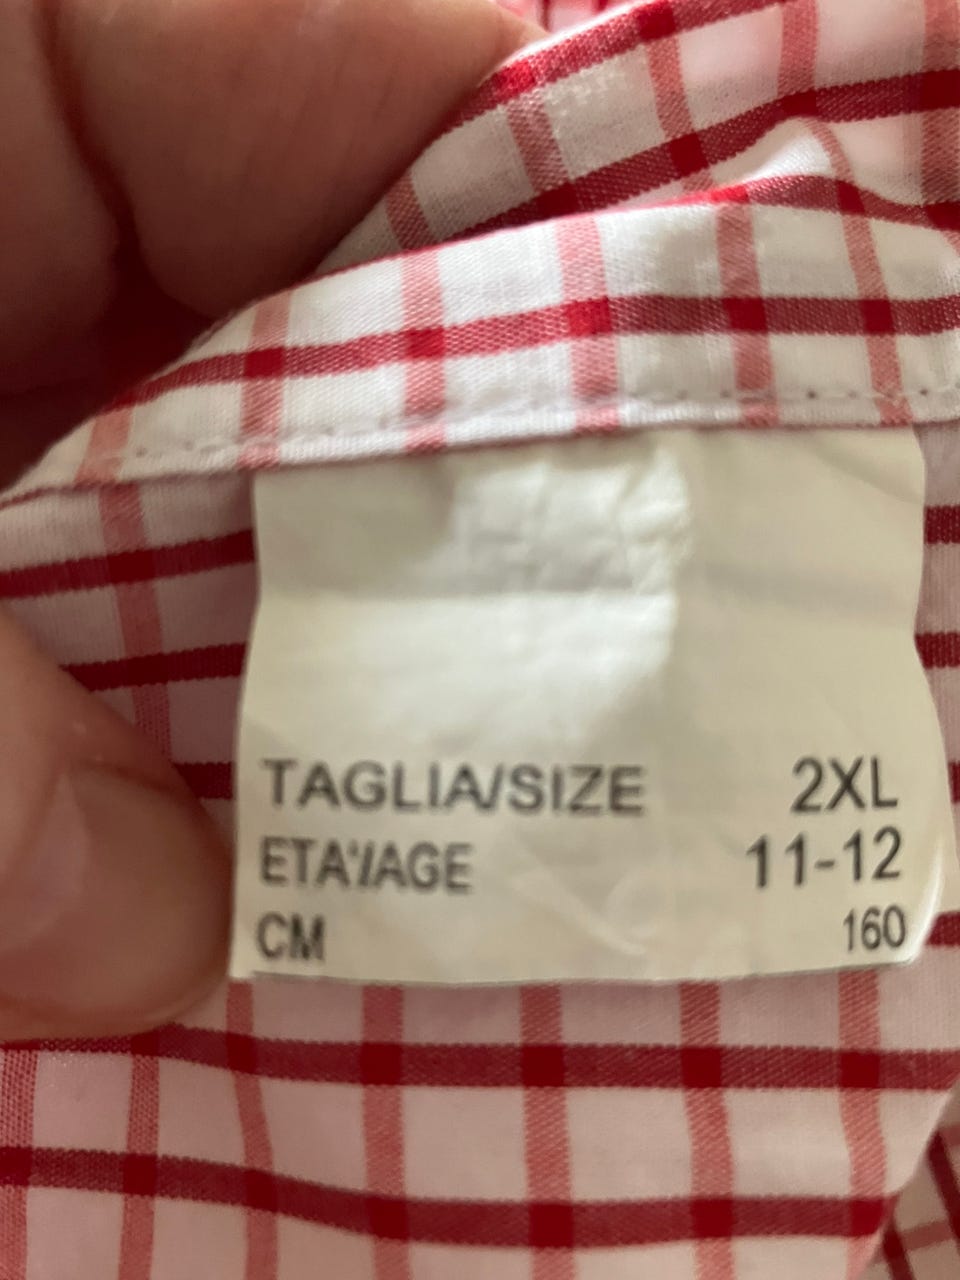 TAGLIA/SIZE 2XL
ETA'/AGE 11-12
CM 160